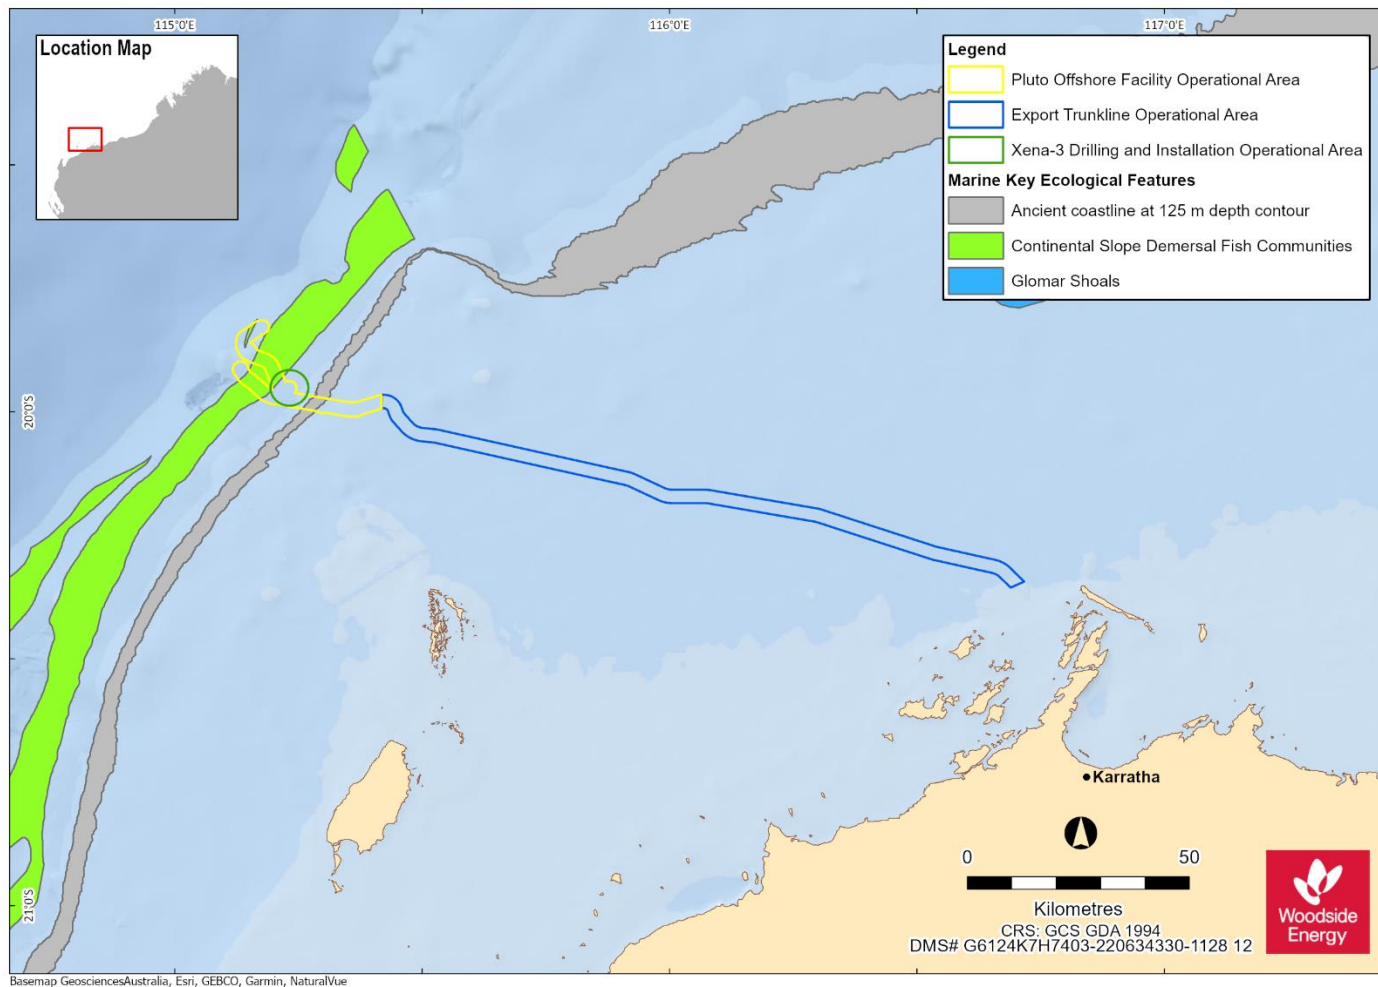 115°0'E
116°0'E
117°0'E
Location Map
Legend
Pluto Offshore Facility Operational Area
Export Trunkline Operational Area
Xena-3 Drilling and Installation Operational Area
Marine Key Ecological Features
Ancient coastline at 125 m depth contour
Continental Slope Demersal Fish Communities
Glomar Shoals
20°0'S
21°0'S
Karratha
0 50
Kilometres
CRS: GCS GDA 1994
DMS# G6124K7H7403-220634330-1128 12
Woodside
Energy
Basemap GeosciencesAustralia, Esri, GEBCO, Garmin, NaturalVue